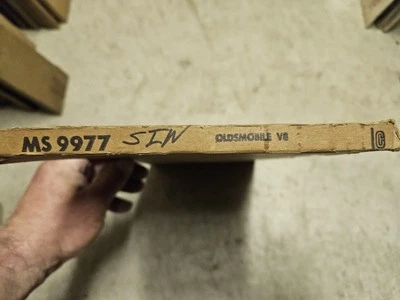 MS 9977 SIW OLDSMOBILE V8 C